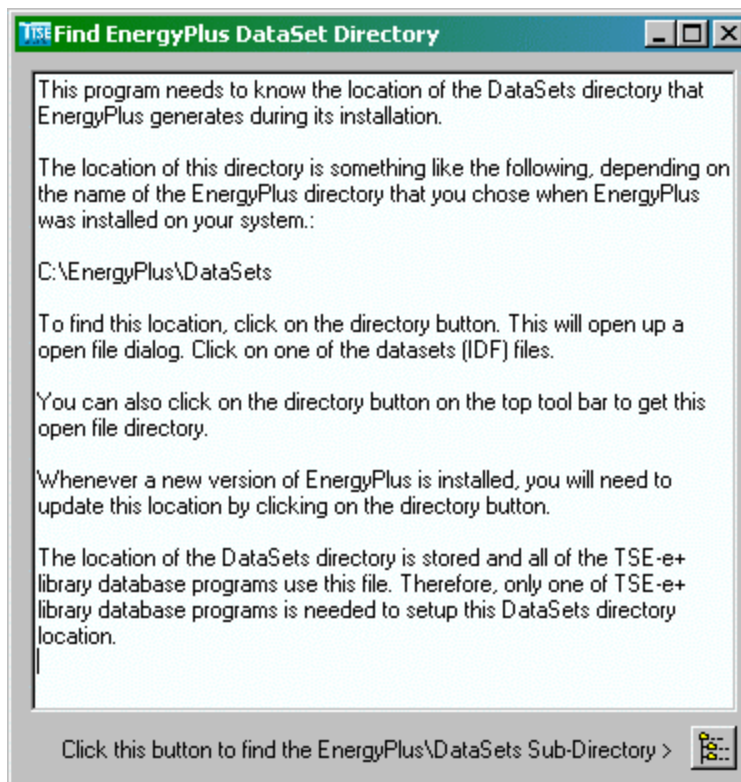 TSE Find EnergyPlus DataSet Directory
This program needs to know the location of the DataSets directory that
EnergyPlus generates during its installation.
The location of this directory is something like the following, depending on
the name of the EnergyPlus directory that you chose when EnergyPlus
was installed on your system.:
C:\EnergyPlus\DataSets
To find this location, click on the directory button. This will open up a
open file dialog. Click on one of the datasets (IDF) files.
You can also click on the directory button on the top tool bar to get this
open file directory.
Whenever a new version of EnergyPlus is installed, you will need to
update this location by clicking on the directory button.
The location of the DataSets directory is stored and all of the TSE-e+
library database programs use this file. Therefore, only one of TSE-e+
library database programs is needed to setup this DataSets directory
location.
Click this button to find the EnergyPlus\DataSets Sub-Directory >